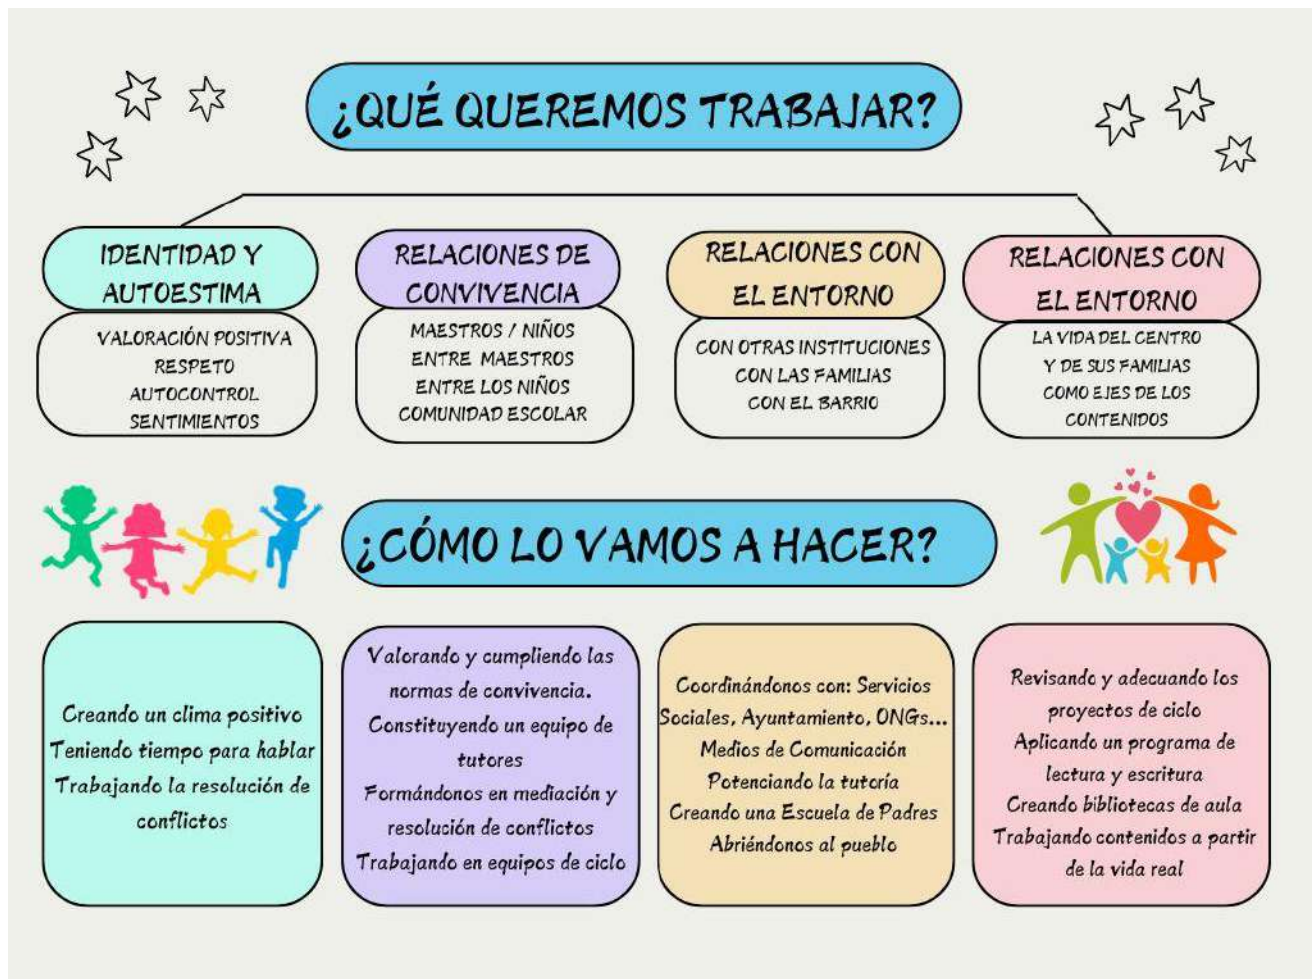 ¿QUÉ QUEREMOS TRABAJAR?
IDENTIDAD Y
AUTOESTIMA
VALORACIÓN POSITIVA
RESPETO
AUTOCONTROL
SENTIMIENTOS
RELACIONES DE
CONVIVENCIA
MAESTROS / NIÑOS
ENTRE MAESTROS
ENTRE LOS NIÑOS
COMUNIDAD ESCOLAR
RELACIONES CON
EL ENTORNO
CON OTRAS INSTITUCIONES
CON LAS FAMILIAS
CON EL BARRIO
RELACIONES CON
EL ENTORNO
LA VIDA DEL CENTRO
Y DE SUS FAMILIAS
COMO EJES DE LOS
CONTENIDOS
¿CÓMO LO VAMOS A HACER?
Creando un clima positivo
Teniendo tiempo para hablar
Trabajando la resolución de
conflictos
Valorando y cumpliendo las
normas de convivencia.
Constituyendo un equipo de
tutores
Formándonos en mediación y
resolución de conflictos
Trabajando en equipos de ciclo
Coordinándonos con: Servicios
Sociales, Ayuntamiento, ONGs...
Medios de Comunicación
Potenciando la tutoría
Creando una Escuela de Padres
Abriéndonos al pueblo
Revisando y adecuando los
proyectos de ciclo
Aplicando un programa de
lectura y escritura
Creando bibliotecas de aula
Trabajando contenidos a partir
de la vida real